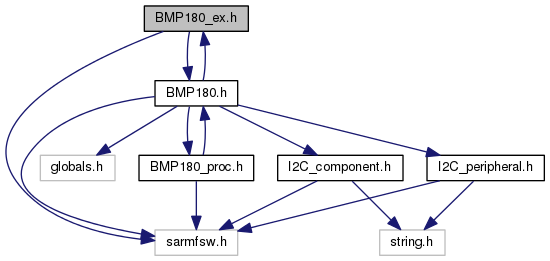 BMP180_ex.h
BMP180.h
globals.h
BMP180_proc.h
I2C_component.h
I2C_peripheral.h
sarmfsw.h
string.h